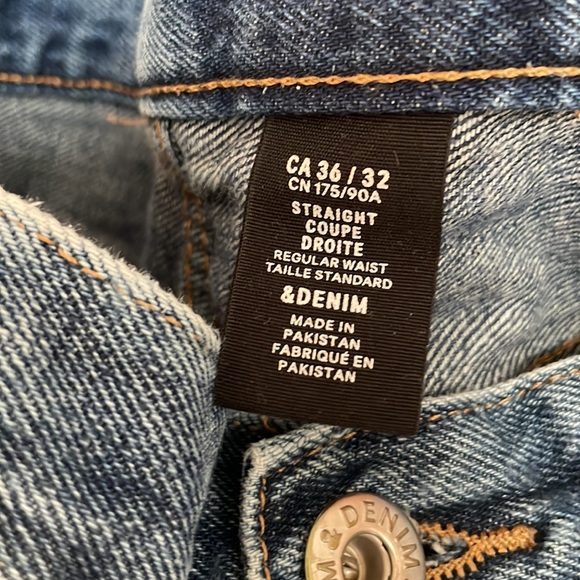 CA 36 / 32
CN 175/90A
STRAIGHT
COUPE
DROITE
REGULAR WAIST
TAILLE STANDARD
&DENIM
MADE IN
PAKISTAN
FABRIQUÉ EN
PAKISTAN
M & DENIM